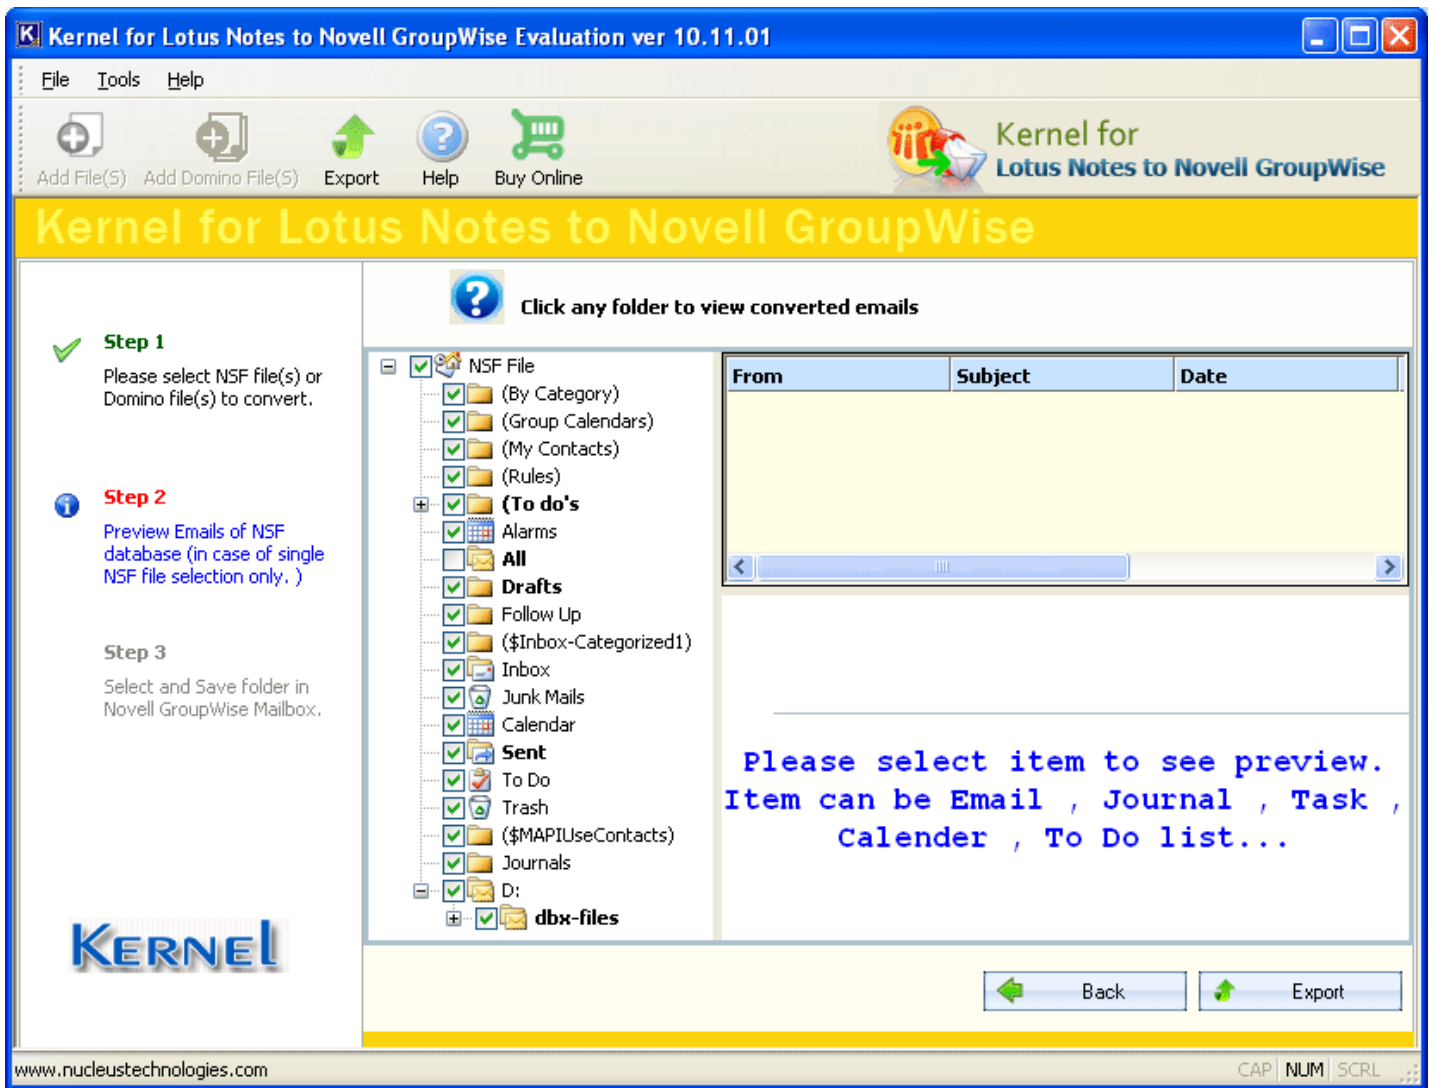 Kernel for Lotus Notes to Novell GroupWise Evaluation ver 10.11.01
File Tools Help
Add File(S) Add Domino File(S) Export Help Buy Online
Kernel for
Lotus Notes to Novell GroupWise
Kernel for Lotus Notes to Novell GroupWise
Click any folder to view converted emails
Step 1
Please select NSF file(s) or
Domino file(s) to convert.
Step 2
Preview Emails of NSF
database (in case of single
NSF file selection only. )
Step 3
Select and Save folder in
Novell GroupWise Mailbox.
KERNEL
NSF File
(By Category)
(Group Calendars)
(My Contacts)
(Rules)
(To do's
Alarms
All
Drafts
Follow Up
($Inbox-Categorized1)
Inbox
Junk Mails
Calendar
Sent
To Do
Trash
($MAPIUseContacts)
Journals
D:
dbx-files
From Subject Date
Please select item to see preview.
Item can be Email , Journal , Task ,
Calender , To Do list...
Back Export
www.nucleustechnologies.com
CAP NUM SCRL